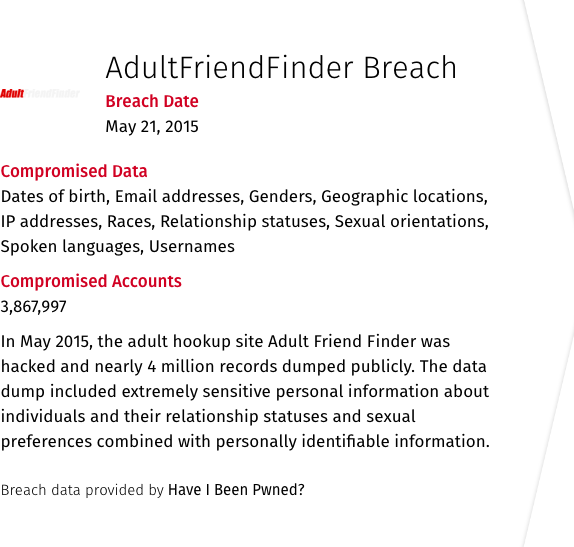 AdultFriendFinder Breach
AdultFriendFinder
Breach Date
May 21, 2015
Compromised Data
Dates of birth, Email addresses, Genders, Geographic locations,
IP addresses, Races, Relationship statuses, Sexual orientations,
Spoken languages, Usernames
Compromised Accounts
3,867,997
In May 2015, the adult hookup site Adult Friend Finder was
hacked and nearly 4 million records dumped publicly. The data
dump included extremely sensitive personal information about
individuals and their relationship statuses and sexual
preferences combined with personally identifiable information.
Breach data provided by Have I Been Pwned?